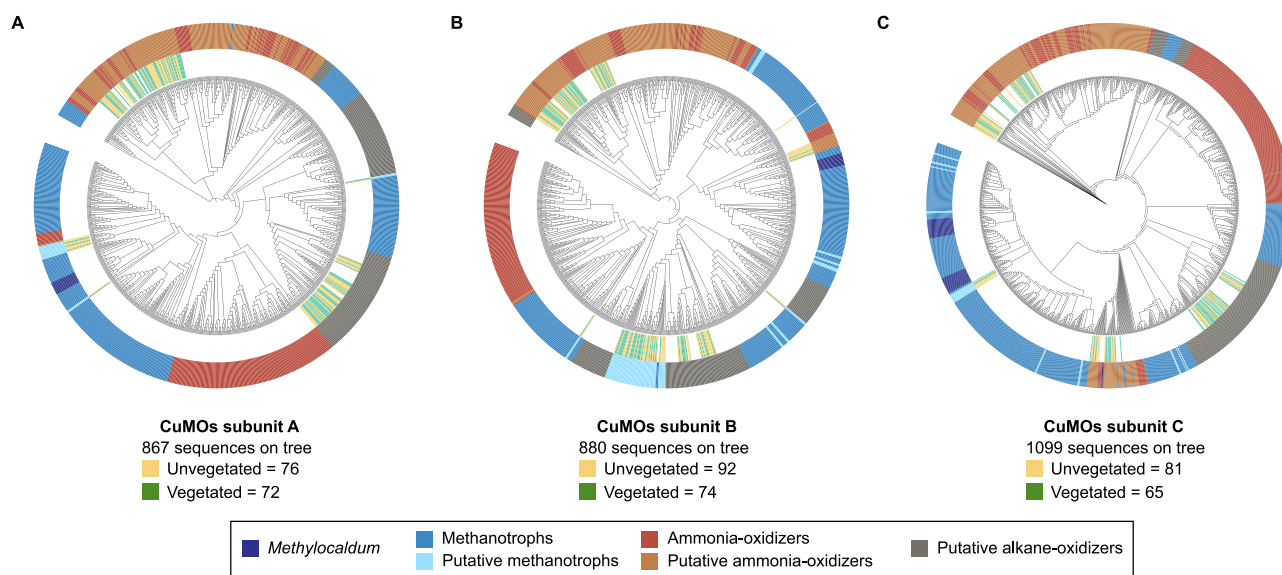 A
B
C
CuMOs subunit A
867 sequences on tree
Unvegetated = 76
Vegetated = 72
CuMOs subunit B
880 sequences on tree
Unvegetated = 92
Vegetated = 74
CuMOs subunit C
1099 sequences on tree
Unvegetated = 81
Vegetated = 65
Methylocaldum
Methanotrophs
Putative methanotrophs
Ammonia-oxidizers
Putative ammonia-oxidizers
Putative alkane-oxidizers